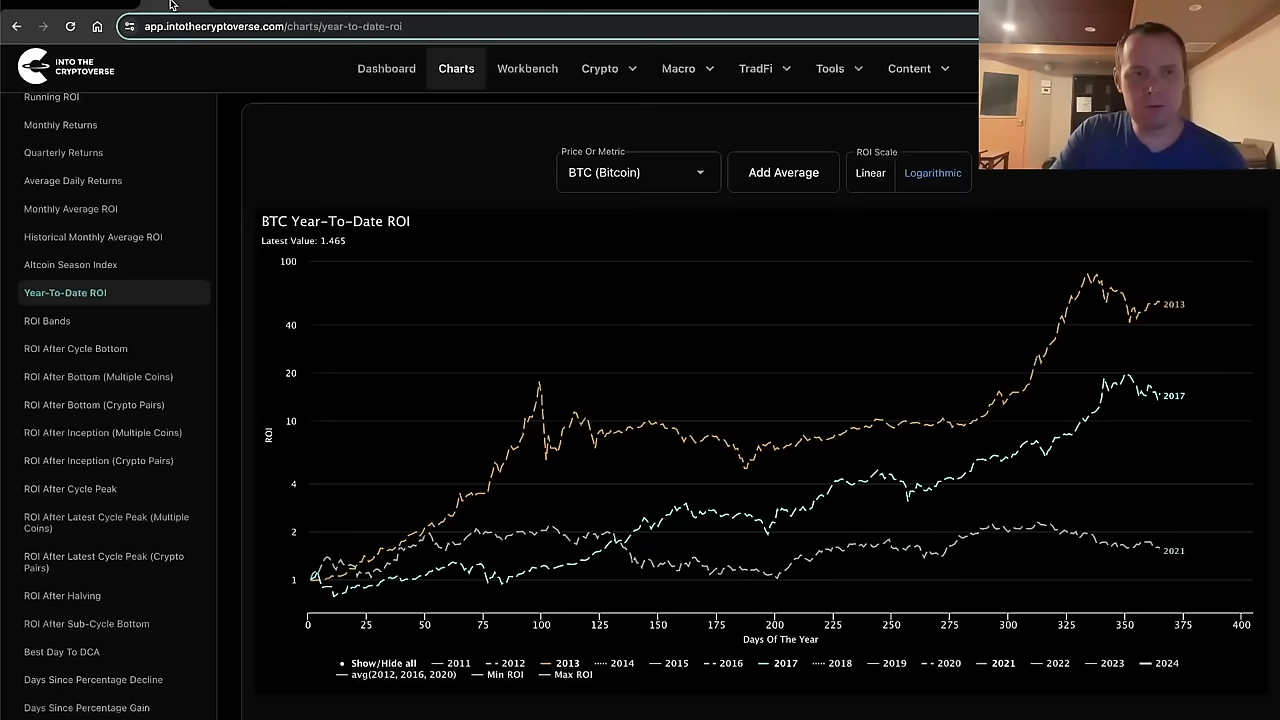 app.intothecryptoverse.com/charts/year-to-date-roi
INTO THE
CRYPTOVERSE
Dashboard
Charts
Workbench
Crypto
Macro
TradFi
Tools
Content
Running ROI
Monthly Returns
Quarterly Returns
Average Daily Returns
Monthly Average ROI
Historical Monthly Average ROI
Altcoin Season Index
Year-To-Date ROI
ROI Bands
ROI After Cycle Bottom
ROI After Bottom (Multiple Coins)
ROI After Bottom (Crypto Pairs)
ROI After Inception (Multiple Coins)
ROI After Inception (Crypto Pairs)
ROI After Cycle Peak
ROI After Latest Cycle Peak (Multiple
Coins)
ROI After Latest Cycle Peak (Crypto
Pairs)
ROI After Halving
ROI After Sub-Cycle Bottom
Best Day To DCA
Days Since Percentage Decline
Days Since Percentage Gain
Price Or Metric
BTC (Bitcoin)
Add Average
ROI Scale
Linear
Logarithmic
BTC Year-To-Date ROI
Latest Value: 1.465
100
40
20
10
4
2
1
ROI
2013
2017
2021
0 25 50 75 100 125 150 175 200 225 250 275 300 325 350 375 400
Days Of The Year
Show/Hide all 2011 2012 2013 2014 2015 2016 2017 2018 2019 2020 2021 2022 2023 2024
avg(2012, 2016, 2020) Min ROI Max ROI